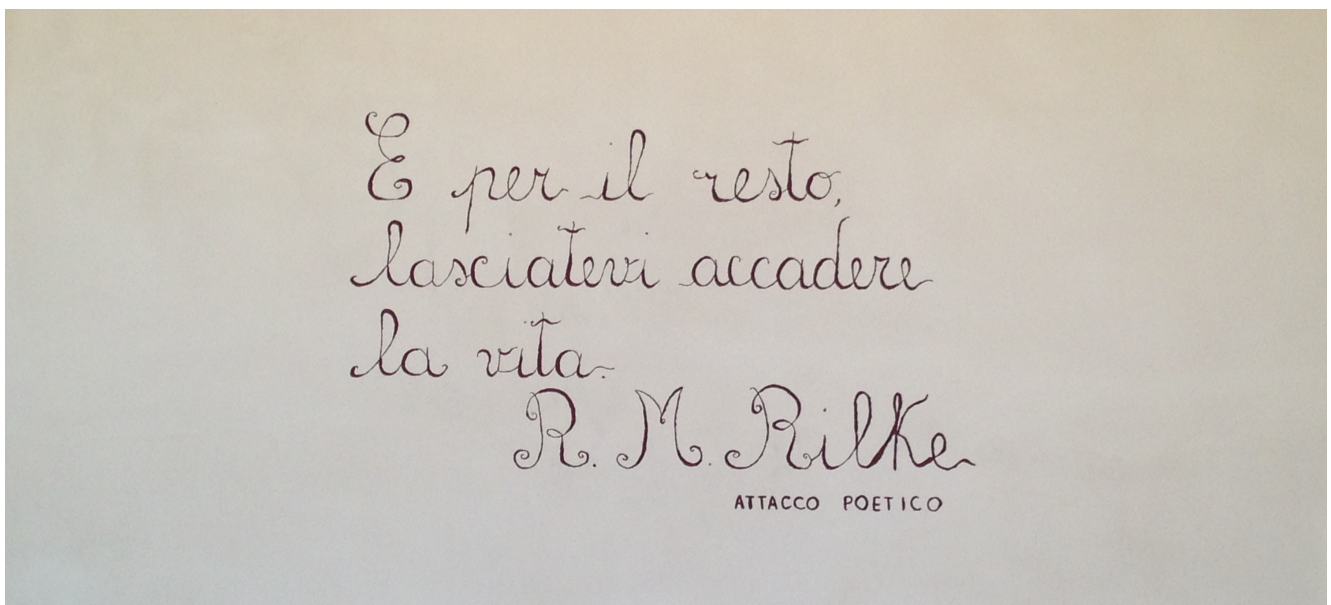 E per il resto,
lasciatevi accadere
la vita.
R. M. Rilke
ATTACCO POETICO